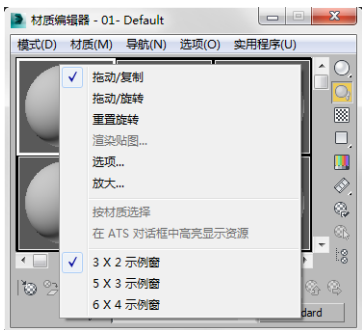 材质编辑器 - 01- Default
模式(D) 材质(M) 导航(N) 选项(O) 实用程序(U)
拖动/复制
拖动/旋转
重置旋转
渲染贴图...
选项...
放大...
按材质选择
在 ATS 对话框中高亮显示资源
3 X 2 示例窗
5 X 3 示例窗
6 X 4 示例窗
dard